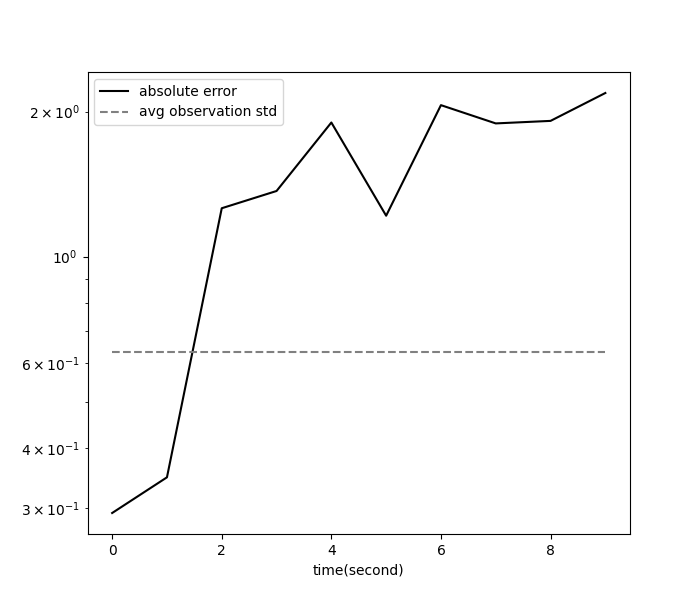 absolute error
avg observation std
2 × 10⁰
10⁰
6 × 10⁻¹
4 × 10⁻¹
3 × 10⁻¹
0 2 4 6 8
time(second)